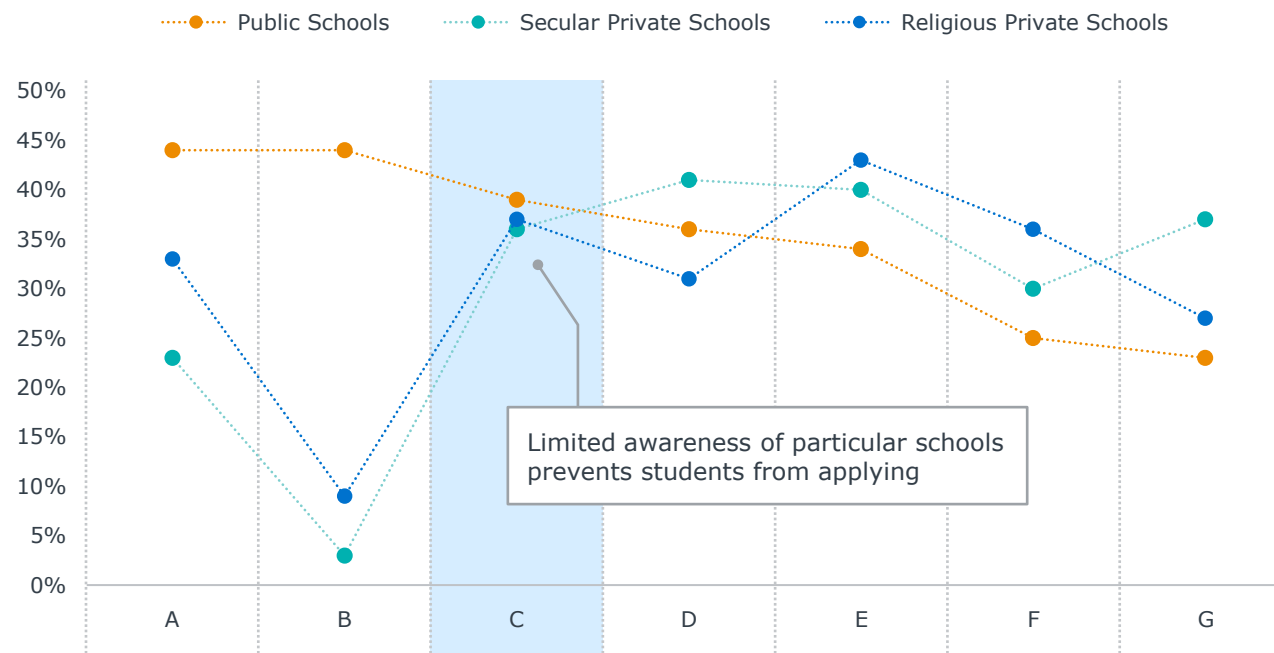 Public Schools
Secular Private Schools
Religious Private Schools
50%
45%
40%
35%
30%
25%
20%
15%
10%
5%
0%
Limited awareness of particular schools
prevents students from applying
A B C D E F G